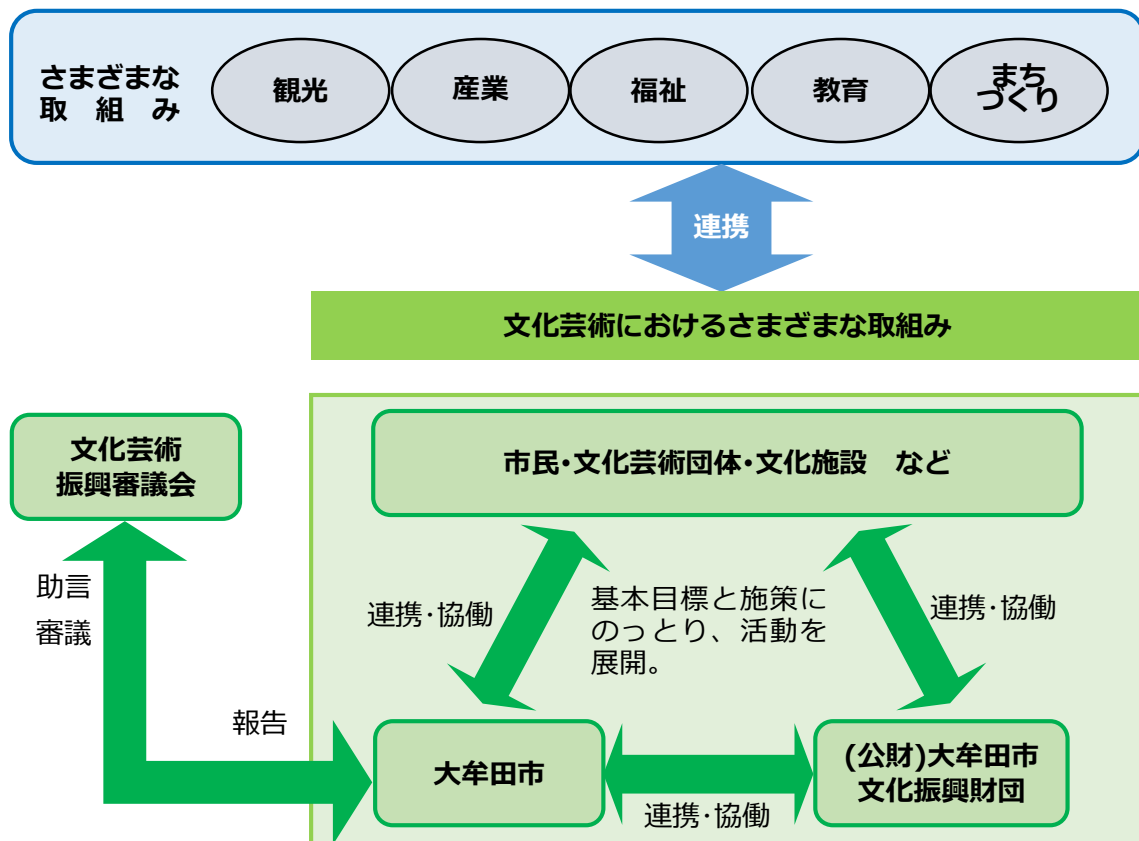 さまざまな
取　組　み
観光
産業
福祉
教育
まち
づくり
連携
文化芸術におけるさまざまな取組み
文化芸術
振興審議会
市民・文化芸術団体・文化施設　など
助言
審議
連携・協働
基本目標と施策に
のっとり、活動を
展開。
連携・協働
報告
大牟田市
連携・協働
(公財)大牟田市
文化振興財団